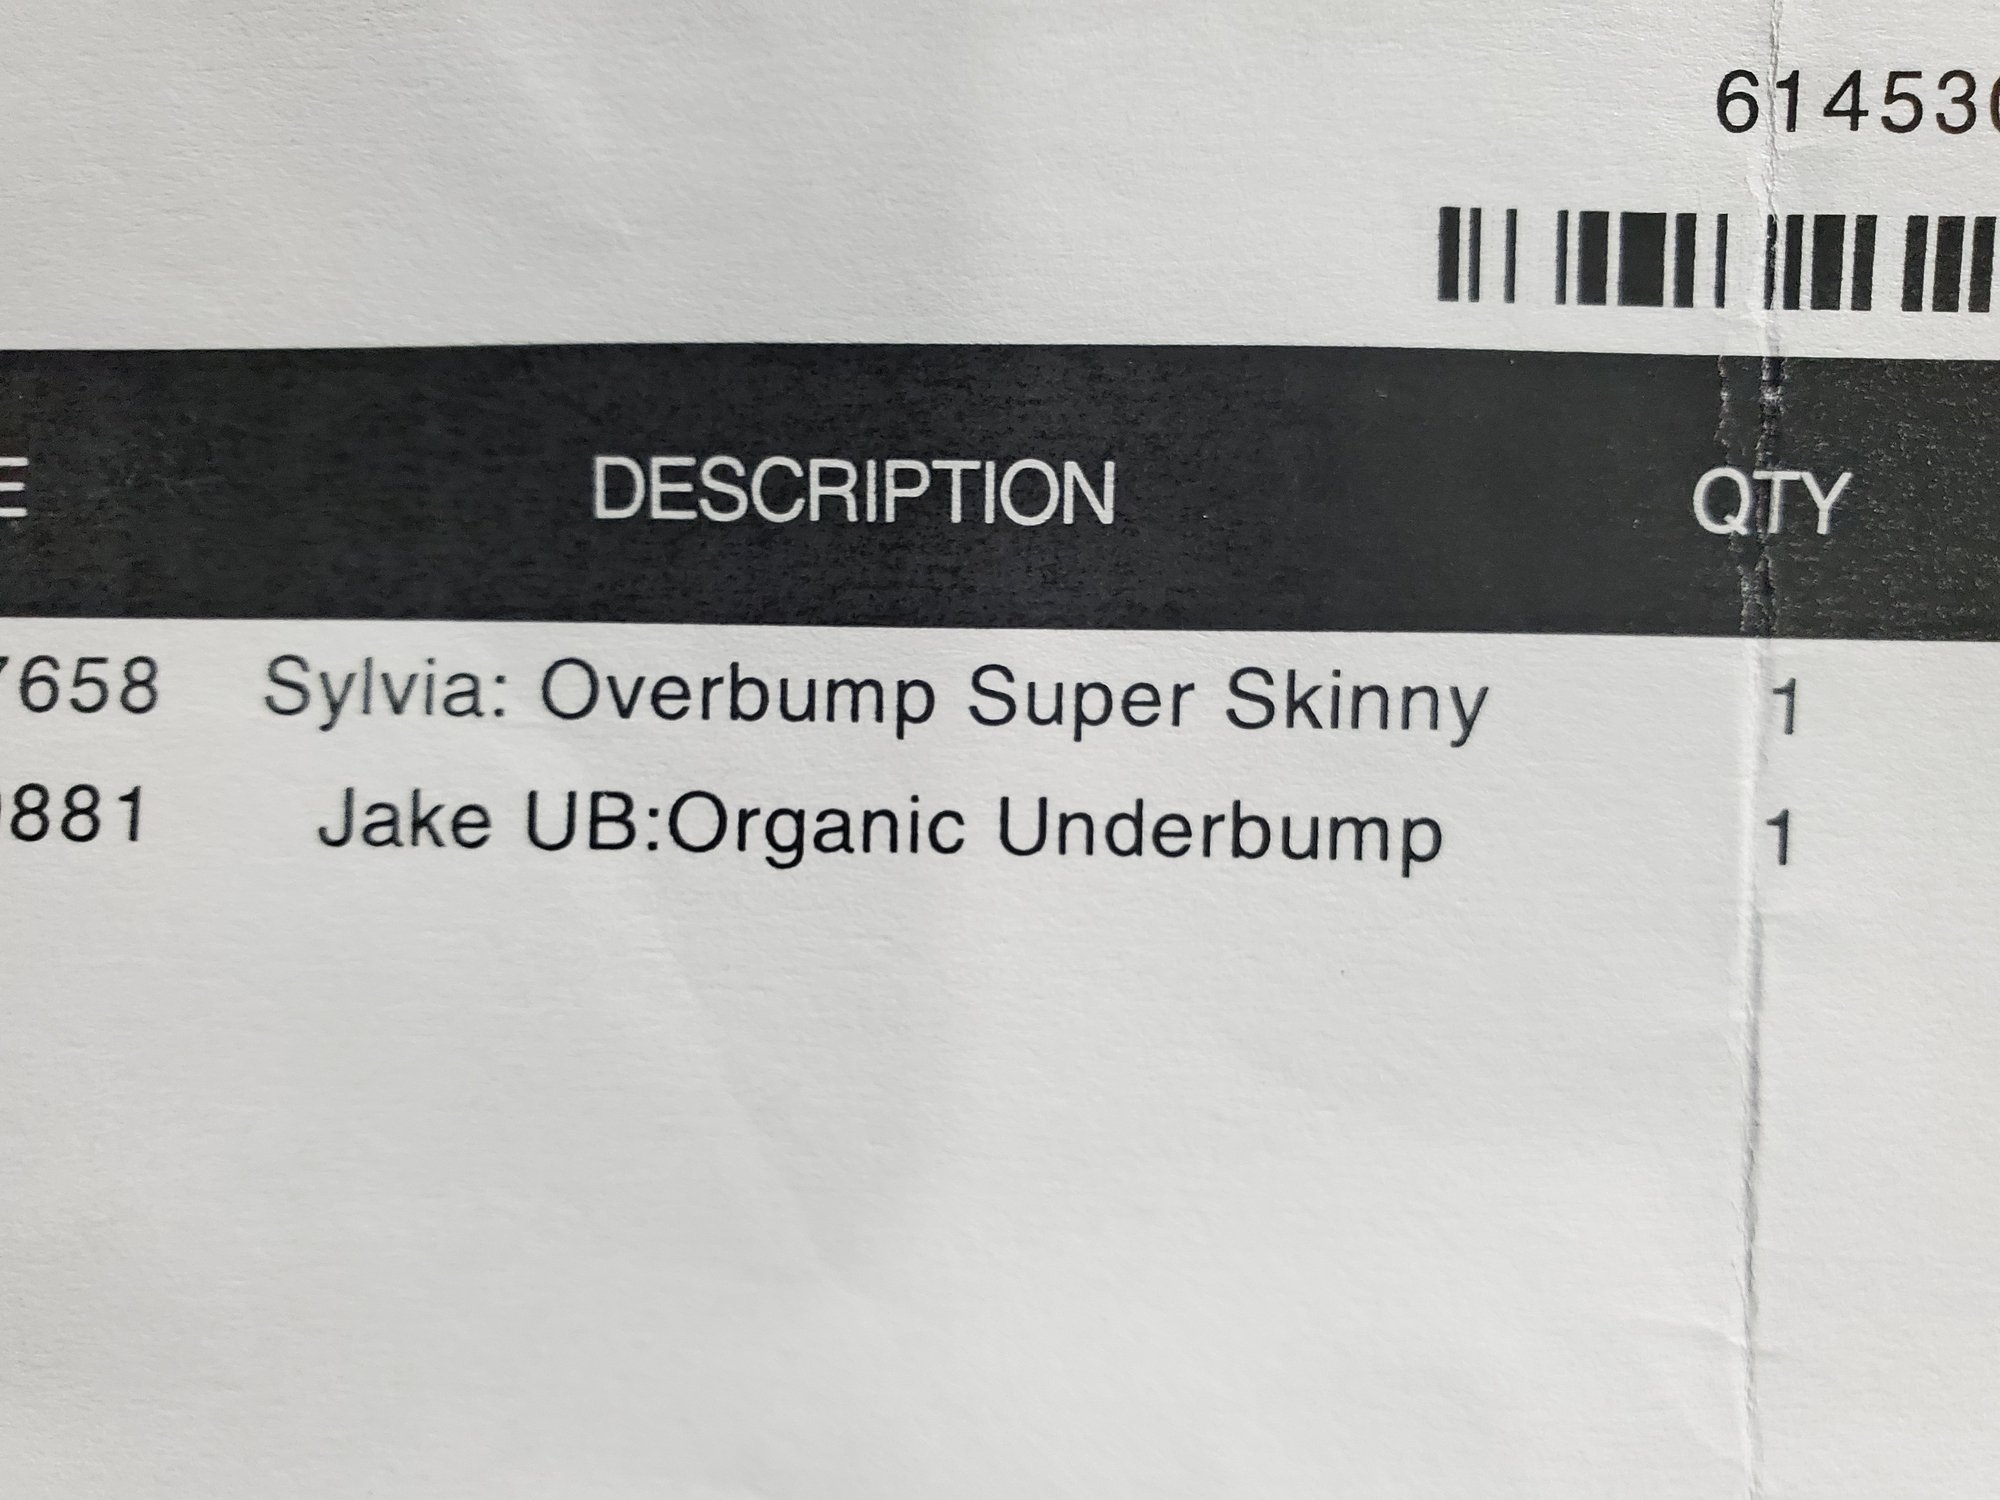 61453
DESCRIPTION QTY
7658 Sylvia: Overbump Super Skinny 1
881 Jake UB:Organic Underbump 1